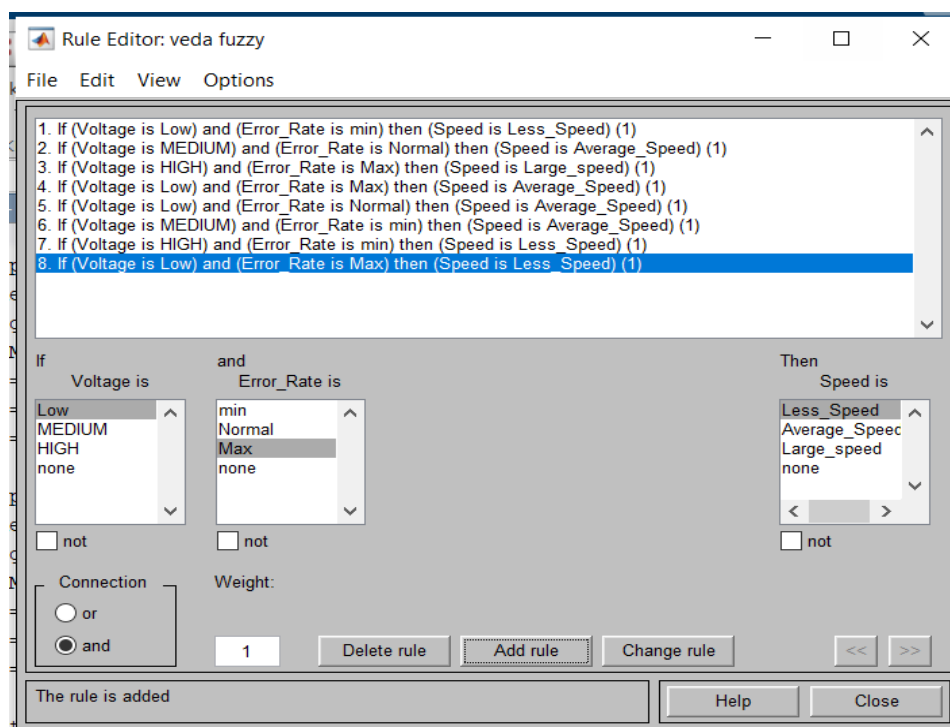 Rule Editor: veda fuzzy
File Edit View Options
1. If (Voltage is Low) and (Error_Rate is min) then (Speed is Less_Speed) (1)
2. If (Voltage is MEDIUM) and (Error_Rate is Normal) then (Speed is Average_Speed) (1)
3. If (Voltage is HIGH) and (Error_Rate is Max) then (Speed is Large_speed) (1)
4. If (Voltage is Low) and (Error_Rate is Max) then (Speed is Average_Speed) (1)
5. If (Voltage is Low) and (Error_Rate is Normal) then (Speed is Average_Speed) (1)
6. If (Voltage is MEDIUM) and (Error_Rate is min) then (Speed is Average_Speed) (1)
7. If (Voltage is HIGH) and (Error_Rate is min) then (Speed is Less_Speed) (1)
8. If (Voltage is Low) and (Error_Rate is Max) then (Speed is Less_Speed) (1)
If and Then
Voltage is Error_Rate is Speed is
Low min Less_Speed
MEDIUM Normal Average_Speed
HIGH Max Large_speed
none none none
< >
not not not
Connection Weight:
or
and 1 Delete rule Add rule Change rule << >>
The rule is added Help Close